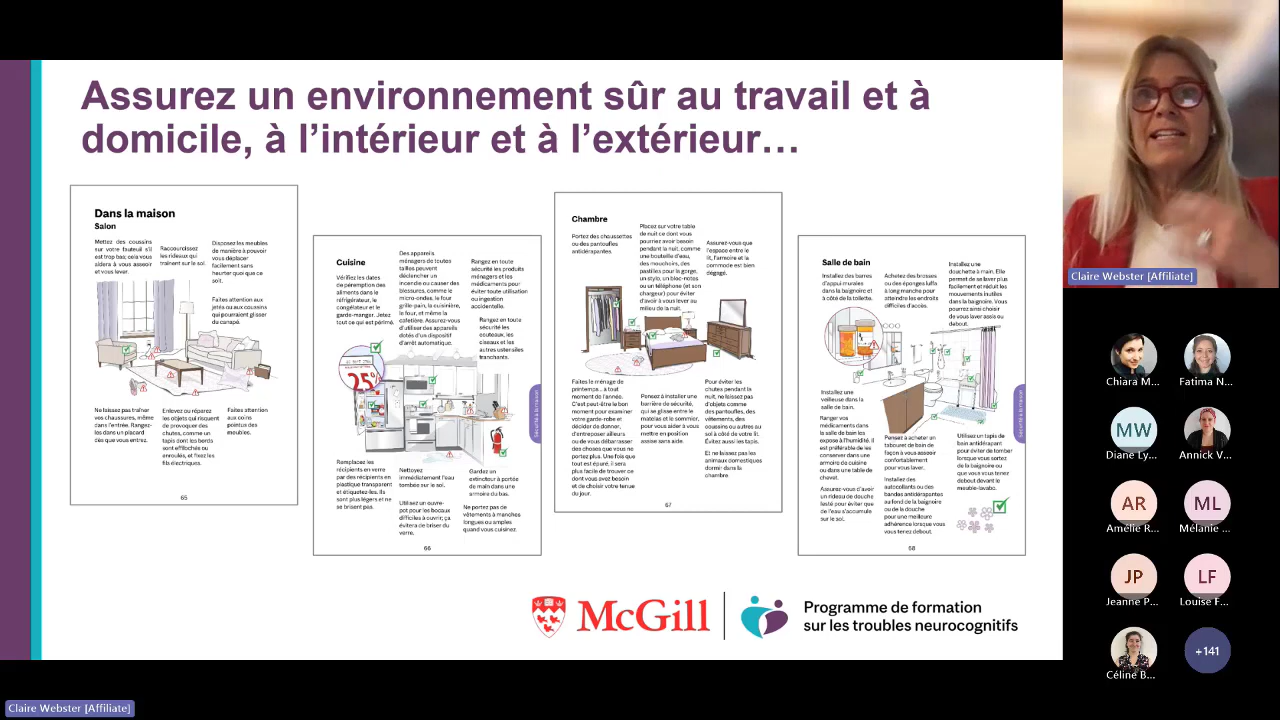 Assurez un environnement sûr au travail et à
domicile, à l’intérieur et à l’extérieur…
Dans la maison
Salon
Mettez des coussins
sur votre fauteuil s'il
est trop bas; cela vous
aidera à vous asseoir
et vous lever.
Raccourcissez
les rideaux qui
traînent sur le sol.
Disposez les meubles
de manière à pouvoir
vous déplacer
facilement sans
heurter quoi que ce
soit.
Faites attention aux
jetés ou aux coussins
qui pourraient glisser
du canapé.
Ne laissez pas traîner
vos chaussures, même
dans l'entrée. Rangez-
les dans un placard
dès que vous entrez.
Enlevez ou réparez
les objets qui risquent
de provoquer des
chutes, comme un
tapis dont les bords
sont effilochés ou
enroulés, et fixez les
fils électriques.
Faites attention
aux coins
pointus des
meubles.
65
Cuisine
Vérifiez les dates
de péremption des
aliments dans le
réfrigérateur, le
congélateur et le
garde-manger. Jetez
tout ce qui est périmé.
Des appareils
ménagers de toutes
tailles peuvent
déclencher un
incendie ou causer des
blessures, comme le
micro-ondes, le four
grille-pain, la cuisinière,
le four, et même la
cafetière. Assurez-vous
d'utiliser des appareils
dotés d'un dispositif
d'arrêt automatique.
Rangez en toute
sécurité les produits
ménagers et les
médicaments pour
éviter toute utilisation
ou ingestion
accidentelle.
Rangez en toute
sécurité les
couteaux, les
ciseaux et les
autres ustensiles
tranchants.
25%
Sécurité à la maison
Remplacez les
récipients en verre
par des récipients en
plastique transparent
et étiquetez-les. Ils
sont plus légers et ne
se brisent pas.
Nettoyez
immédiatement l'eau
tombée sur le sol.
Utilisez un ouvre-
pot pour les bocaux
difficiles à ouvrir; ça
évitera de briser du
verre.
Gardez un
extincteur à portée
de main dans une
armoire du bas.
Ne portez pas de
vêtements à manches
longues ou amples
quand vous cuisinez.
66
Chambre
Portez des chaussettes
ou des pantoufles
antidérapantes.
Placez sur votre table
de nuit ce dont vous
pourriez avoir besoin
pendant la nuit, comme
une bouteille d'eau,
des mouchoirs, des
pastilles pour la gorge,
un stylo, un bloc-notes
ou un téléphone (et son
chargeur) pour éviter
d'avoir à vous lever au
milieu de la nuit.
Assurez-vous que
l'espace entre le
lit, l'armoire et la
commode est bien
dégagé.
Faites le ménage de
printemps… à tout
moment de l'année.
C'est peut-être le bon
moment pour examiner
votre garde-robe et
décider de donner,
d'entreposer ailleurs
ou de vous débarrasser
des choses que vous ne
portez plus. Une fois que
tout est épuré, il sera
plus facile de trouver ce
dont vous avez besoin
et de choisir votre tenue
du jour.
Pensez à installer une
barrière de sécurité,
qui se glisse entre le
matelas et le sommier,
pour vous aider à vous
mettre en position
assise sans aide.
Pour éviter les
chutes pendant la
nuit, ne laissez pas
d'objets comme
des pantoufles, des
vêtements, des
coussins ou autres au
sol à côté de votre lit.
Évitez aussi les tapis.
Et ne laissez pas les
animaux domestiques
dormir dans la
chambre.
67
Salle de bain
Installez des barres
d'appui murales
dans la baignoire et
à côté de la toilette.
Achetez des brosses
ou des éponges luffa
à long manche pour
atteindre les endroits
difficiles d'accès.
Installez une
douchette à main. Elle
permet de se laver plus
facilement et réduit les
mouvements inutiles
dans la baignoire. Vous
pourrez ainsi choisir
de vous laver assis ou
debout.
Installez une
veilleuse dans la
salle de bain.
Rangez vos
médicaments dans
la salle de bain les
expose à l'humidité. Il
est préférable de les
conserver dans une
armoire de cuisine
ou dans une table de
chevet.
Assurez-vous d'avoir
un rideau de douche
lesté pour éviter que
de l'eau s'accumule
sur le sol.
Pensez à acheter un
tabouret de bain de
façon à vous asseoir
confortablement
pour vous laver.
Installez des
autocollants ou des
bandes antidérapantes
au fond de la baignoire
ou de la douche
pour une meilleure
adhérence lorsque vous
vous tenez debout.
Utilisez un tapis de
bain antidérapant
pour éviter de tomber
lorsque vous sortez
de la baignoire ou
que vous vous tenez
debout devant le
meuble-lavabo.
Sécurité à la maison
68
McGill
Programme de formation
sur les troubles neurocognitifs
Claire Webster [Affiliate]
Chiara M...
Fatima N...
MW
Diane Ly...
Annick V...
AR
Amélie R...
ML
Mélanie ...
JP
Jeanne P...
LF
Louise F...
Céline B...
+141
Claire Webster [Affiliate]